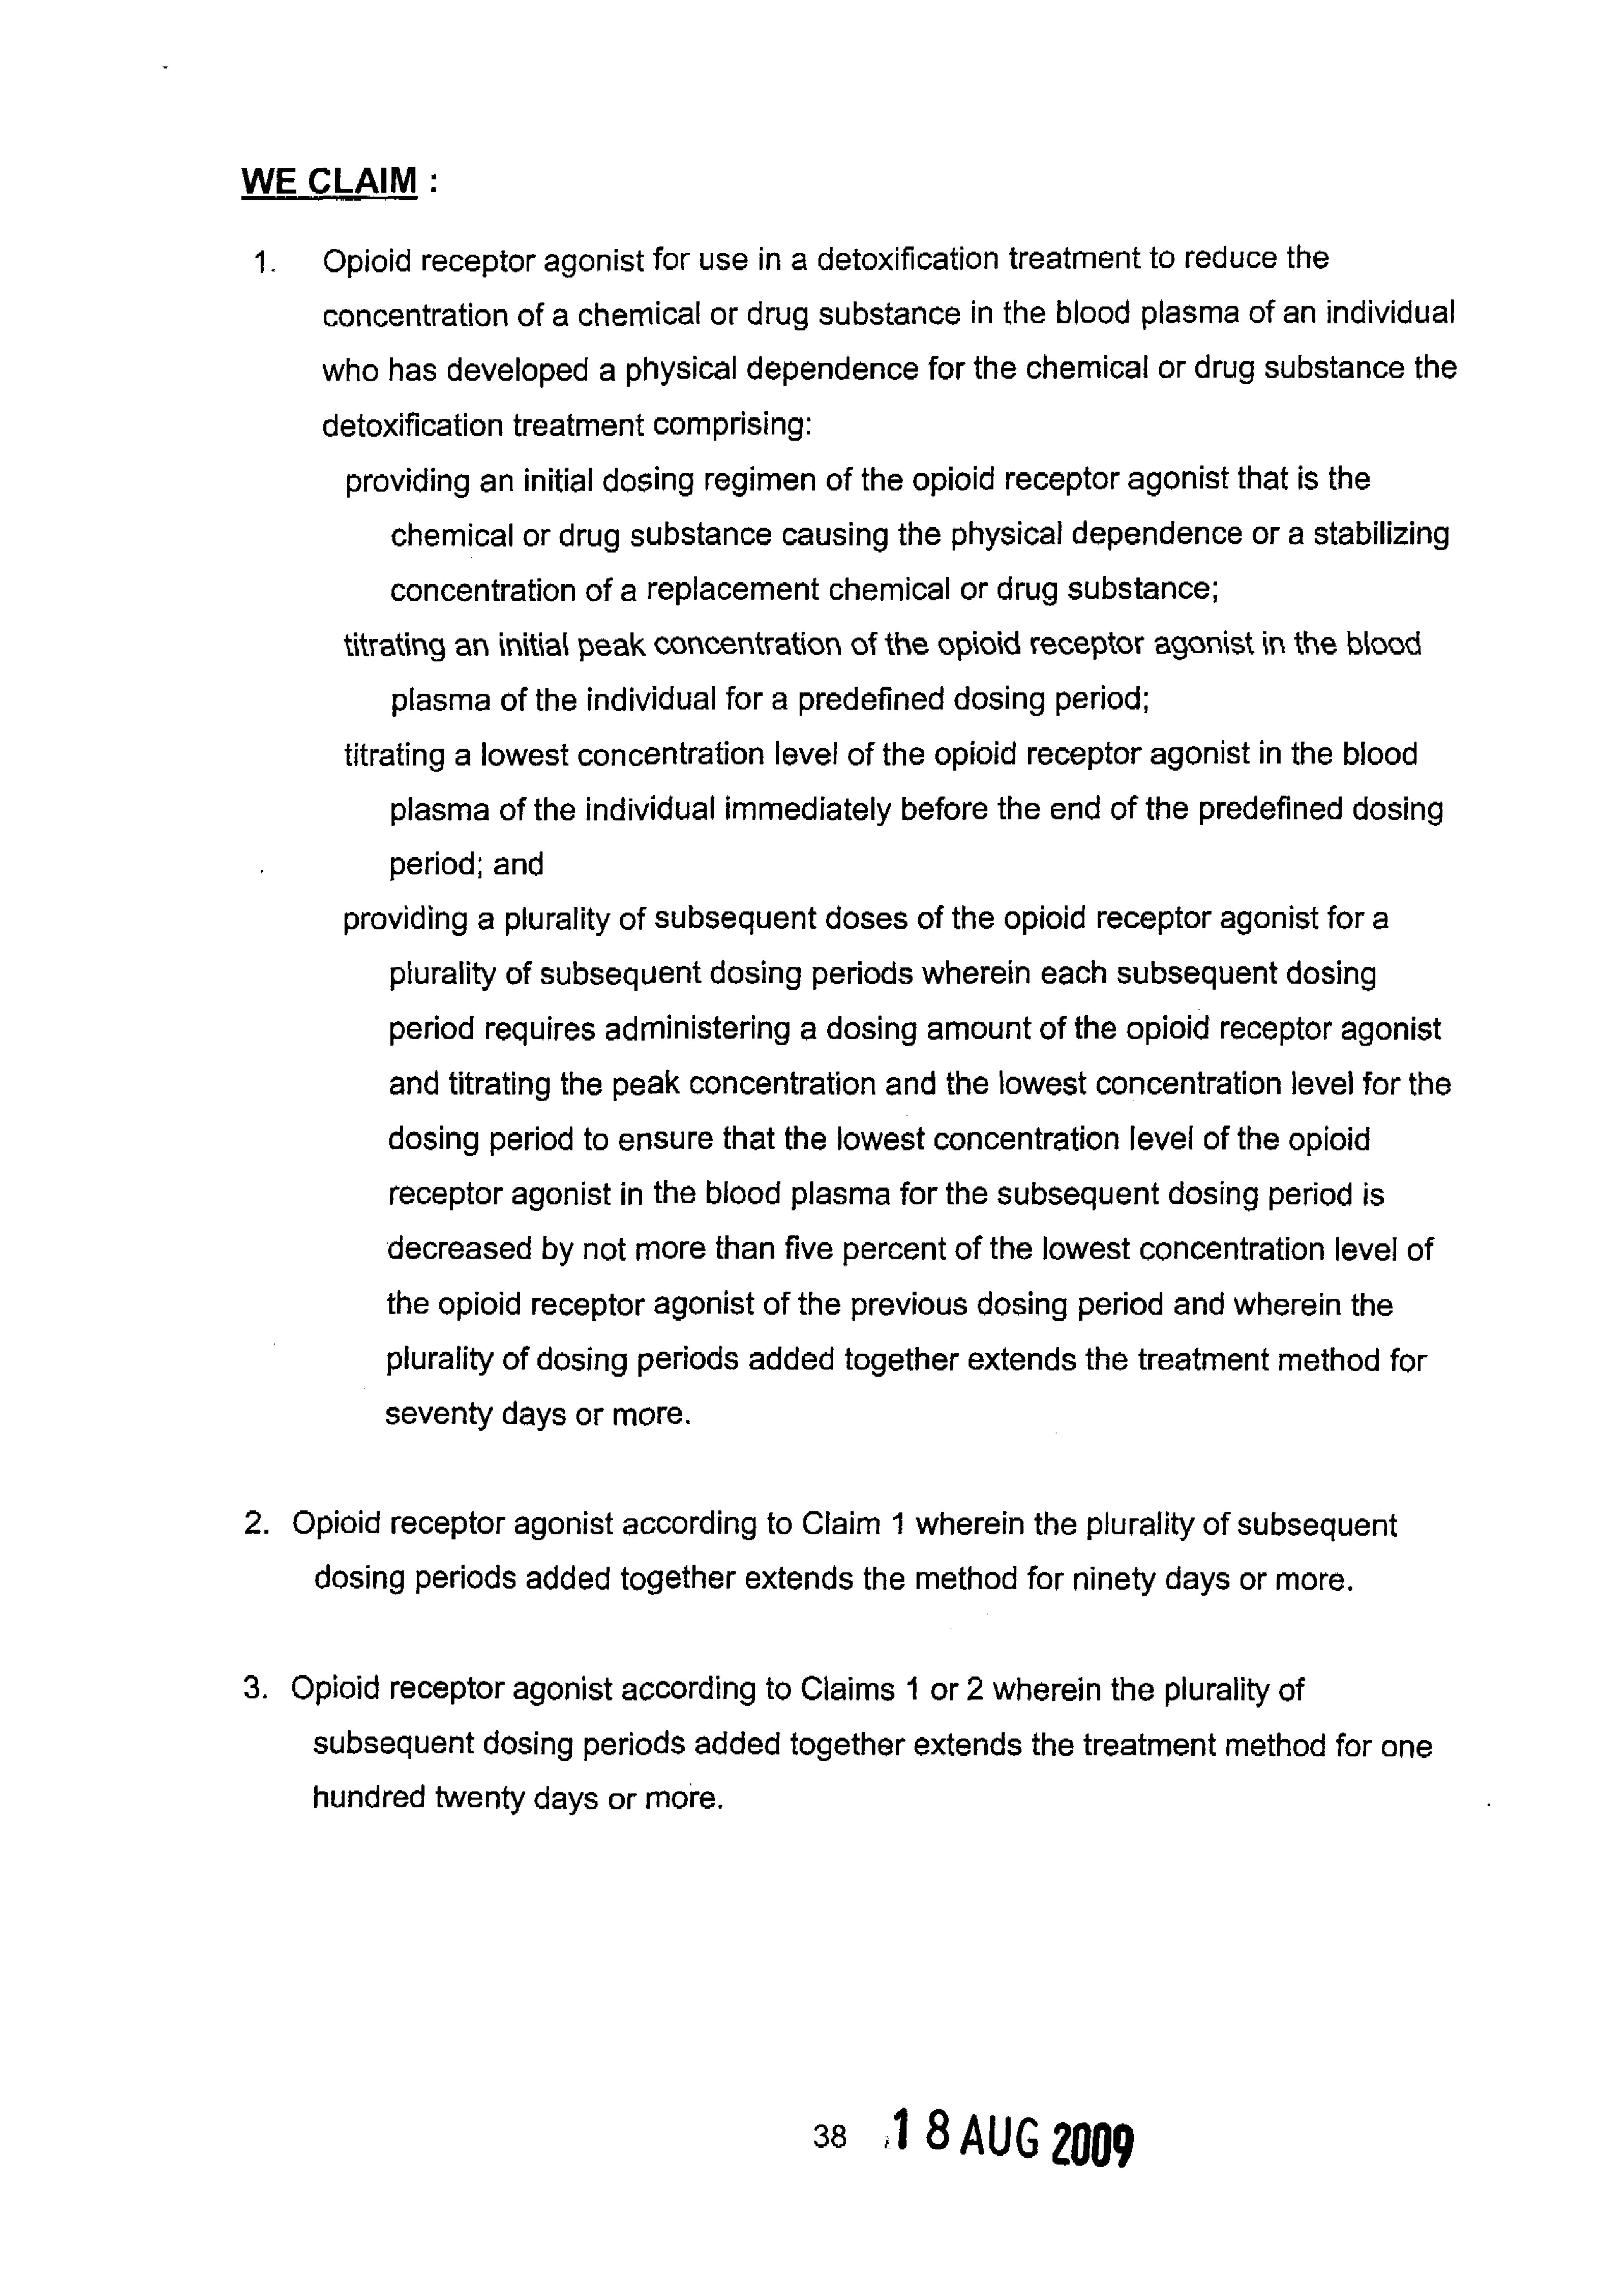 WE CLAIM :
1. Opioid receptor agonist for use in a detoxification treatment to reduce the
concentration of a chemical or drug substance in the blood plasma of an individual
who has developed a physical dependence for the chemical or drug substance the
detoxification treatment comprising:
providing an initial dosing regimen of the opioid receptor agonist that is the
chemical or drug substance causing the physical dependence or a stabilizing
concentration of a replacement chemical or drug substance;
titrating an initial peak concentration of the opioid receptor agonist in the blood
plasma of the individual for a predefined dosing period;
titrating a lowest concentration level of the opioid receptor agonist in the blood
plasma of the individual immediately before the end of the predefined dosing
period; and
providing a plurality of subsequent doses of the opioid receptor agonist for a
plurality of subsequent dosing periods wherein each subsequent dosing
period requires administering a dosing amount of the opioid receptor agonist
and titrating the peak concentration and the lowest concentration level for the
dosing period to ensure that the lowest concentration level of the opioid
receptor agonist in the blood plasma for the subsequent dosing period is
decreased by not more than five percent of the lowest concentration level of
the opioid receptor agonist of the previous dosing period and wherein the
plurality of dosing periods added together extends the treatment method for
seventy days or more.
2. Opioid receptor agonist according to Claim 1 wherein the plurality of subsequent
dosing periods added together extends the method for ninety days or more.
3. Opioid receptor agonist according to Claims 1 or 2 wherein the plurality of
subsequent dosing periods added together extends the treatment method for one
hundred twenty days or more.
38 18 AUG 2009